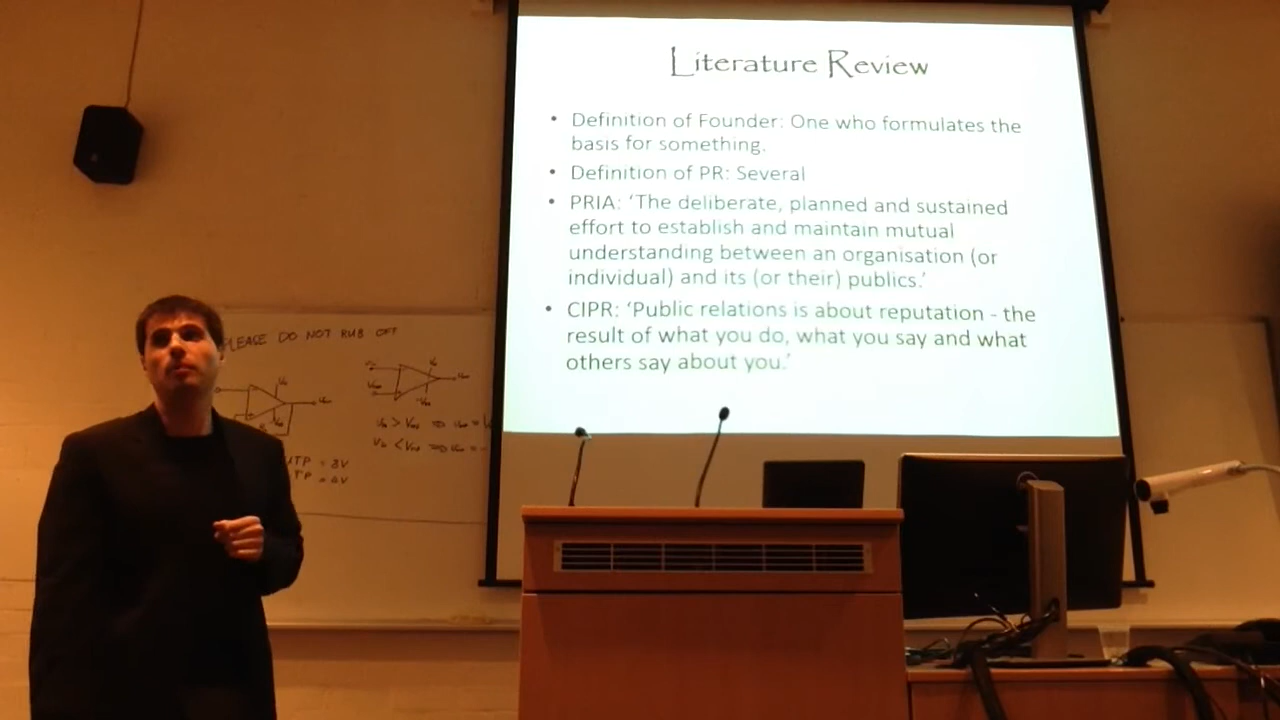 Literature Review
• Definition of Founder: One who formulates the
basis for something.
• Definition of PR: Several
• PRIA: ‘The deliberate, planned and sustained
effort to establish and maintain mutual
understanding between an organisation (or
individual) and its (or their) publics.’
• CIPR: ‘Public relations is about reputation - the
result of what you do, what you say and what
others say about you.’
PLEASE DO NOT RUB OFF